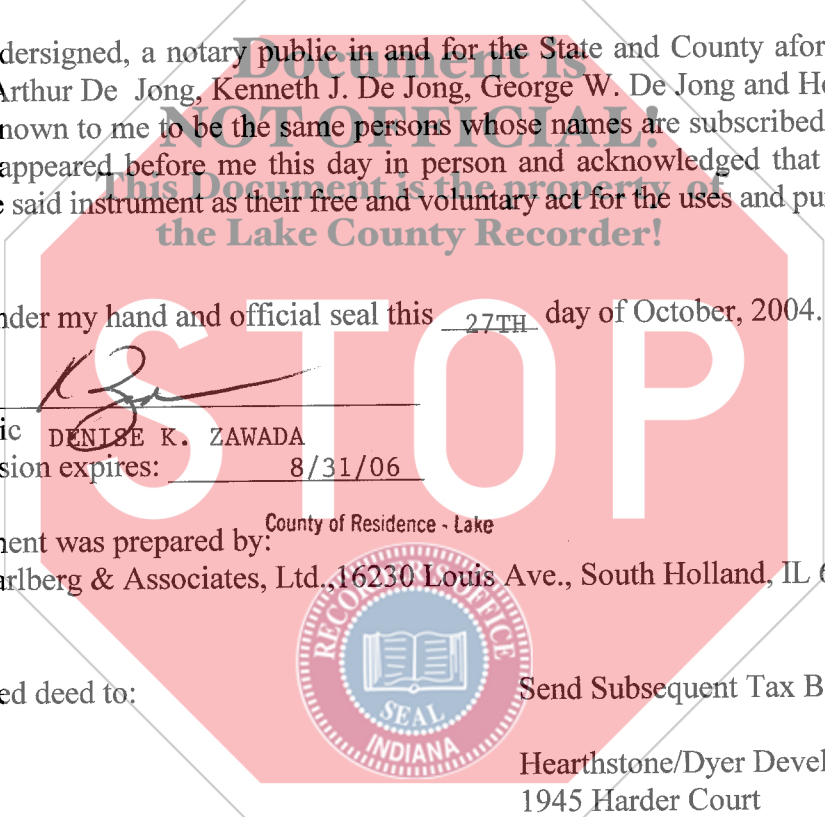 dersigned, a notary public in and for the State and County afor
Document is
Arthur De Jong, Kenneth J. De Jong, George W. De Jong and He
NOT OFFICIAL!
nown to me to be the same persons whose names are subscribed
appeared before me this day in person and acknowledged that
This Document is the property of
e said instrument as their free and voluntary act for the uses and pur
the Lake County Recorder!
nder my hand and official seal this 27TH day of October, 2004.
STOP
ic DENISE K. ZAWADA
sion expires: 8/31/06
County of Residence - Lake
nent was prepared by:
arlberg & Associates, Ltd.,16230 Louis Ave., South Holland, IL 6
RECORDER'S OFFICE
SEAL
INDIANA
ed deed to:
Send Subsequent Tax B
Hearthstone/Dyer Devel
1945 Harder Court